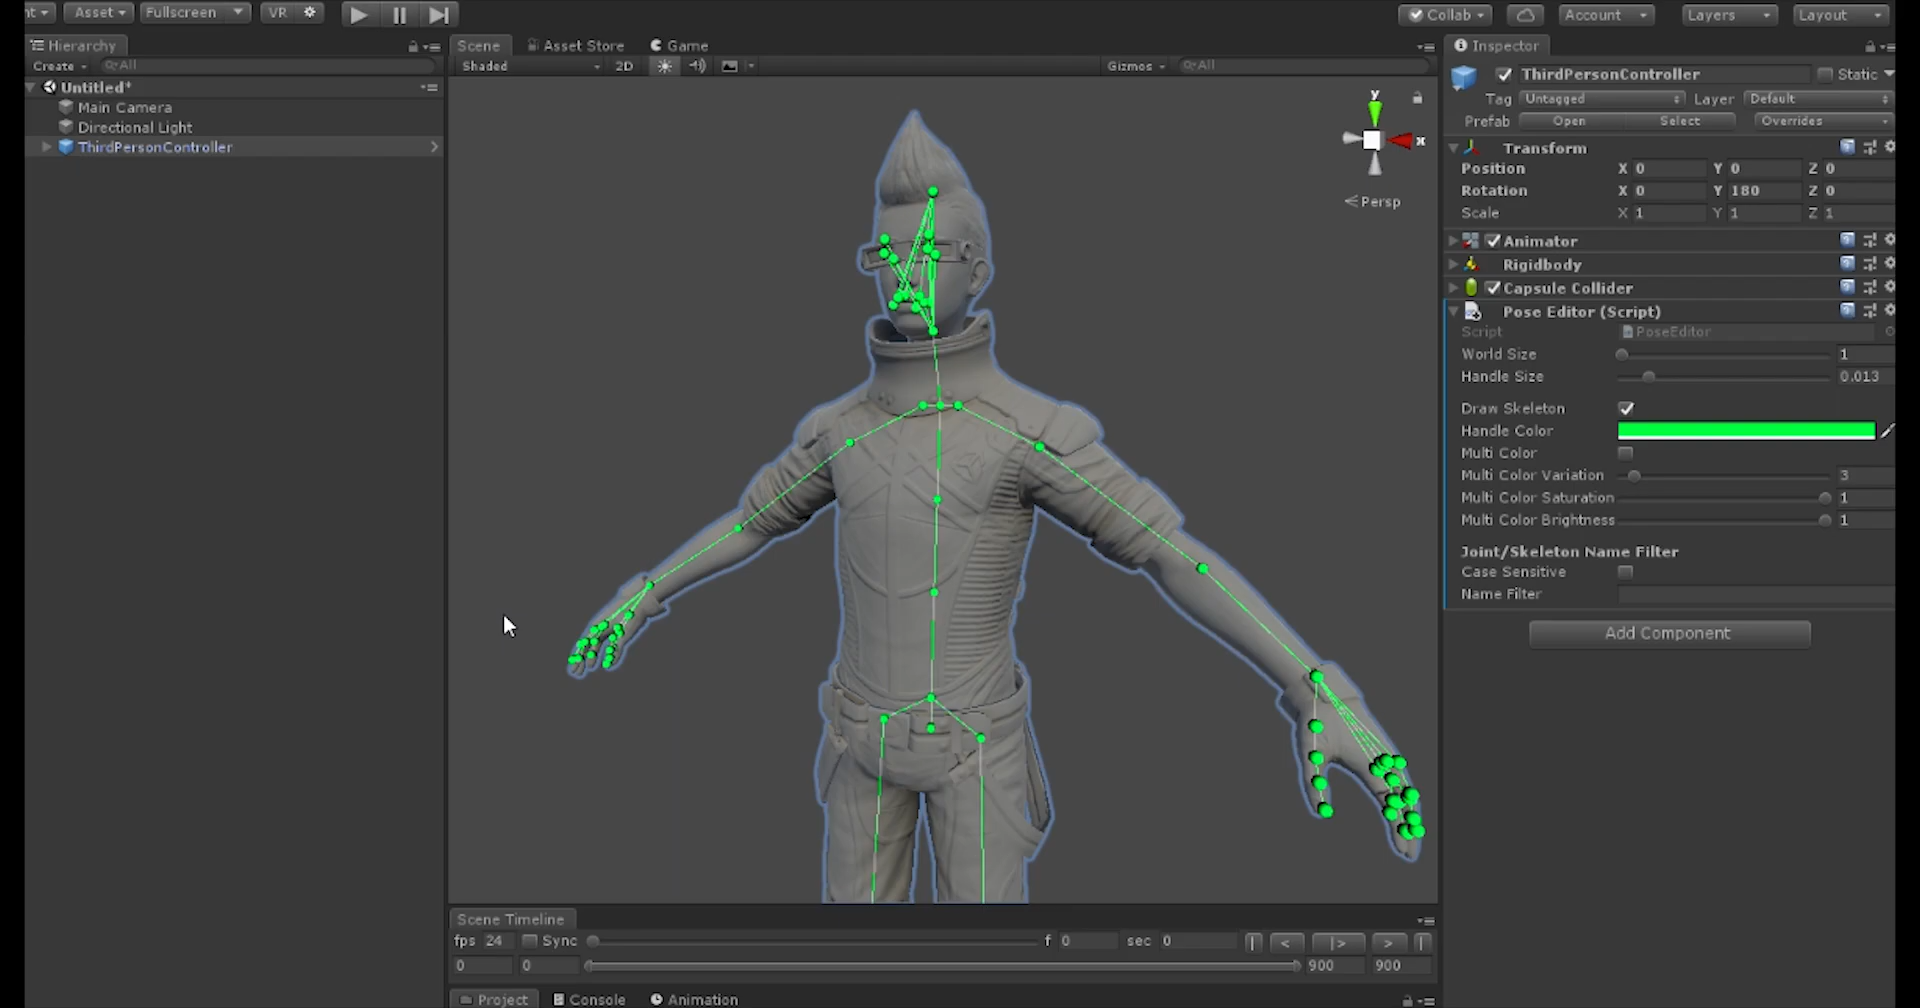 nt Asset Fullscreen VR Collab Account Layers Layout
Hierarchy
Create All
Untitled*
Main Camera
Directional Light
ThirdPersonController
Scene Asset Store Game
Shaded 2D Gizmos All
y
x
Persp
Inspector
ThirdPersonController Static
Tag Untagged Layer Default
Prefab Open Select Overrides
Transform
Position X 0 Y 0 Z 0
Rotation X 0 Y 180 Z 0
Scale X 1 Y 1 Z 1
Animator
Rigidbody
Capsule Collider
Pose Editor (Script)
Script PoseEditor
World Size 1
Handle Size 0.013
Draw Skeleton
Handle Color
Multi Color
Multi Color Variation 3
Multi Color Saturation 1
Multi Color Brightness 1
Joint/Skeleton Name Filter
Case Sensitive
Name Filter
Add Component
Scene Timeline
fps 24 Sync f 0 sec 0 | < |> > |
0 0 900 900
Project Console Animation